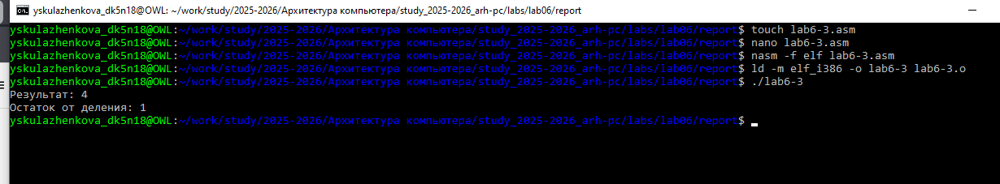 yskulazhenkova_dk5n18@OWL: ~/work/study/2025-2026/Архитектура компьютера/study_2025-2026_arh-pc/labs/lab06/report
yskulazhenkova_dk5n18@OWL:~/work/study/2025-2026/Архитектура компьютера/study_2025-2026_arh-pc/labs/lab06/report$ touch lab6-3.asm
yskulazhenkova_dk5n18@OWL:~/work/study/2025-2026/Архитектура компьютера/study_2025-2026_arh-pc/labs/lab06/report$ nano lab6-3.asm
yskulazhenkova_dk5n18@OWL:~/work/study/2025-2026/Архитектура компьютера/study_2025-2026_arh-pc/labs/lab06/report$ nasm -f elf lab6-3.asm
yskulazhenkova_dk5n18@OWL:~/work/study/2025-2026/Архитектура компьютера/study_2025-2026_arh-pc/labs/lab06/report$ ld -m elf_i386 -o lab6-3 lab6-3.o
yskulazhenkova_dk5n18@OWL:~/work/study/2025-2026/Архитектура компьютера/study_2025-2026_arh-pc/labs/lab06/report$ ./lab6-3
Результат: 4
Остаток от деления: 1
yskulazhenkova_dk5n18@OWL:~/work/study/2025-2026/Архитектура компьютера/study_2025-2026_arh-pc/labs/lab06/report$